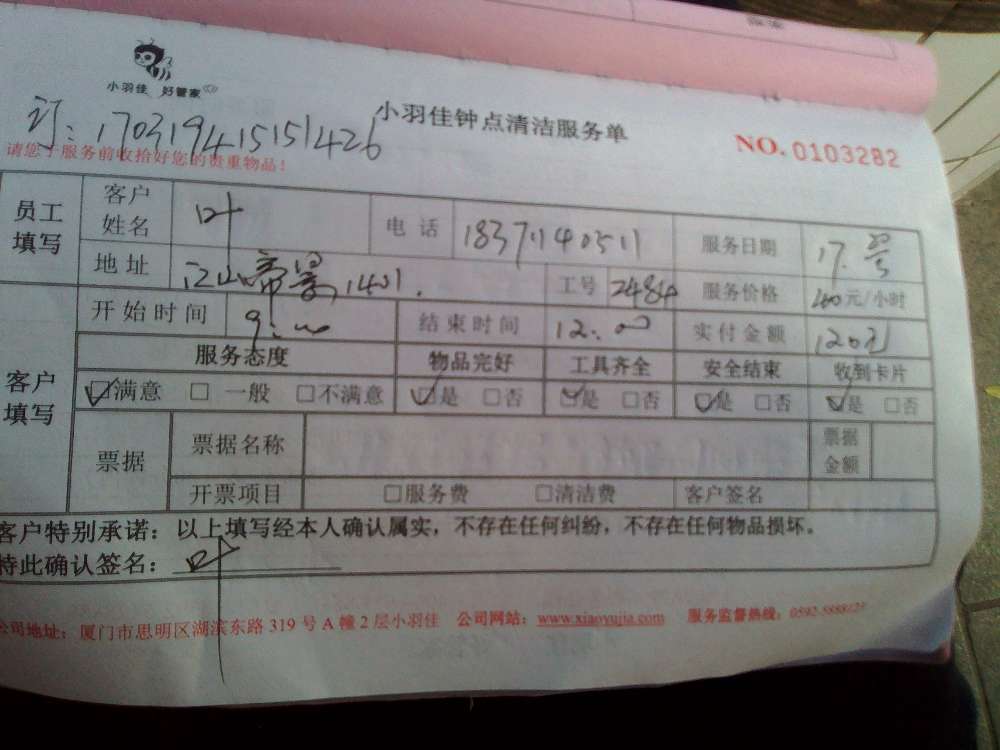 小羽佳 好管家
小羽佳钟点清洁服务单
NO. 0103282
订:170319415151426
请您于服务前收拾好您的贵重物品!
员工填写 客户姓名 叶 电话 18371140511 服务日期 17. 号
地址 江山帝景1401. 工号 2484 服务价格 40元/小时
客户填写 开始时间 9:00 结束时间 12:00 实付金额 120元
服务态度 物品完好 工具齐全 安全结束 收到卡片
☑满意 □一般 □不满意 ☑是 □否 ☑是 □否 ☑是 □否 ☑是 □否
票据 票据名称 票据金额
开票项目 □服务费 □清洁费 客户签名
客户特别承诺:以上填写经本人确认属实,不存在任何纠纷,不存在任何物品损坏。
特此确认签名:叶
公司地址:厦门市思明区湖滨东路319号A幢2层小羽佳 公司网站:www.xiaoyujia.com 服务监督热线:0592-5888123